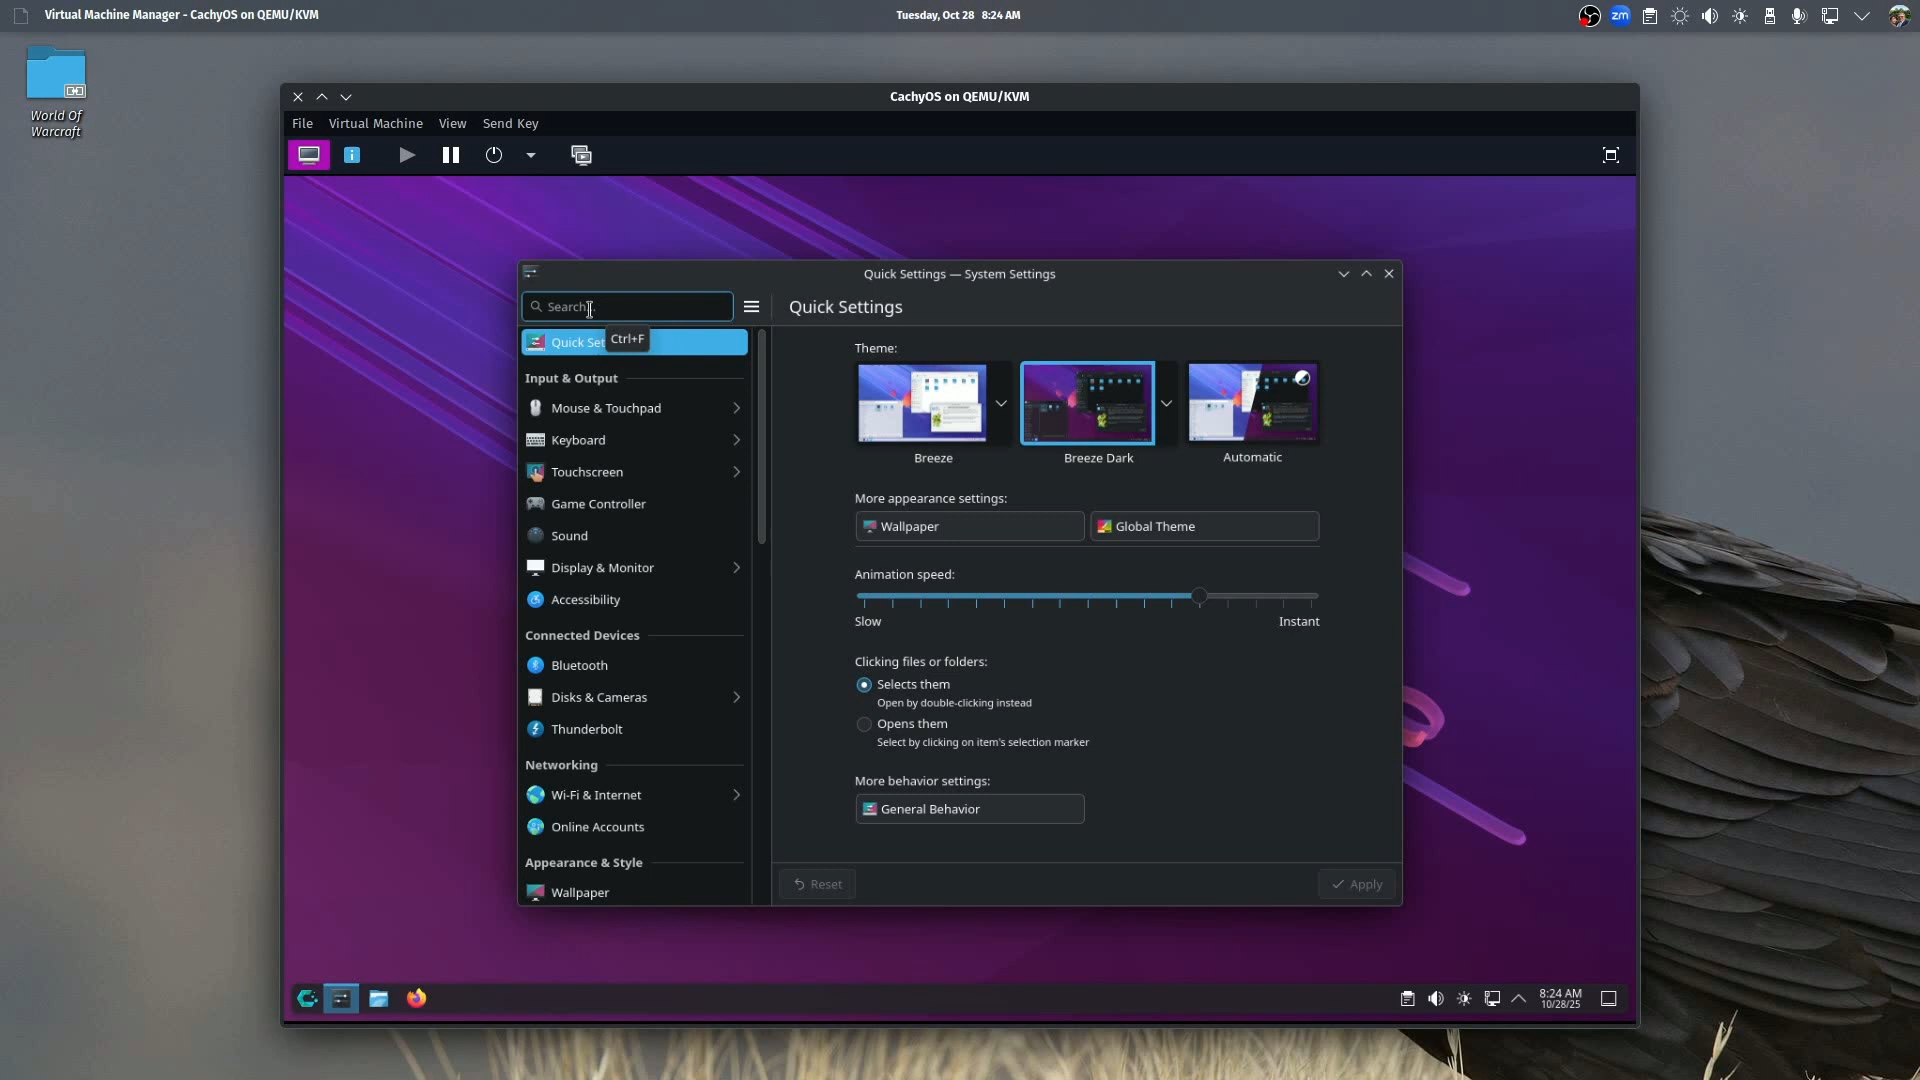 Virtual Machine Manager - CachyOS on QEMU/KVM
Tuesday, Oct 28 8:24 AM
zm
World Of
Warcraft
CachyOS on QEMU/KVM
File Virtual Machine View Send Key
Quick Settings — System Settings
Search…
Quick Settings
Quick Set
Ctrl+F
Input & Output
Mouse & Touchpad
Keyboard
Touchscreen
Game Controller
Sound
Display & Monitor
Accessibility
Connected Devices
Bluetooth
Disks & Cameras
Thunderbolt
Networking
Wi-Fi & Internet
Online Accounts
Appearance & Style
Wallpaper
Theme:
Breeze
Breeze Dark
Automatic
More appearance settings:
Wallpaper
Global Theme
Animation speed:
Slow
Instant
Clicking files or folders:
Selects them
Open by double-clicking instead
Opens them
Select by clicking on item's selection marker
More behavior settings:
General Behavior
Reset
Apply
8:24 AM
10/28/25